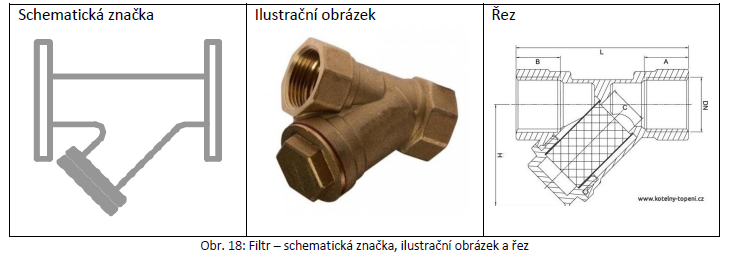 Schematická značka
Ilustrační obrázek
Řez
L
B
A
DN
C
H
www.kotelny-topeni.cz
Obr. 18: Filtr – schematická značka, ilustrační obrázek a řez